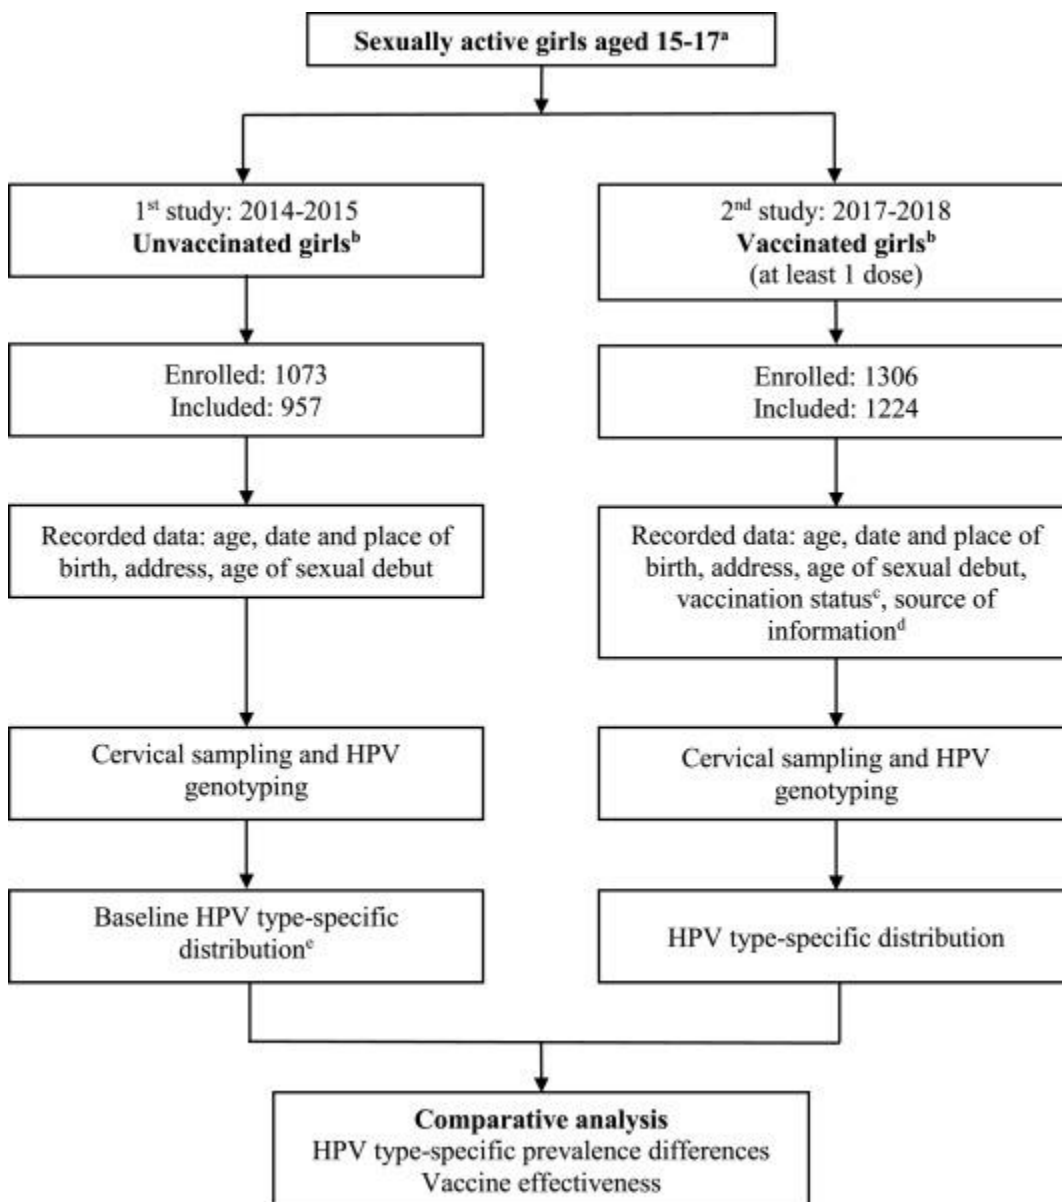 Sexually active girls aged 15-17ᵃ
1ˢᵗ study: 2014-2015
Unvaccinated girlsᵇ
2ⁿᵈ study: 2017-2018
Vaccinated girlsᵇ
(at least 1 dose)
Enrolled: 1073
Included: 957
Enrolled: 1306
Included: 1224
Recorded data: age, date and place of
birth, address, age of sexual debut
Recorded data: age, date and place of
birth, address, age of sexual debut,
vaccination statusᶜ, source of
informationᵈ
Cervical sampling and HPV
genotyping
Cervical sampling and HPV
genotyping
Baseline HPV type-specific
distributionᵉ
HPV type-specific distribution
Comparative analysis
HPV type-specific prevalence differences
Vaccine effectiveness